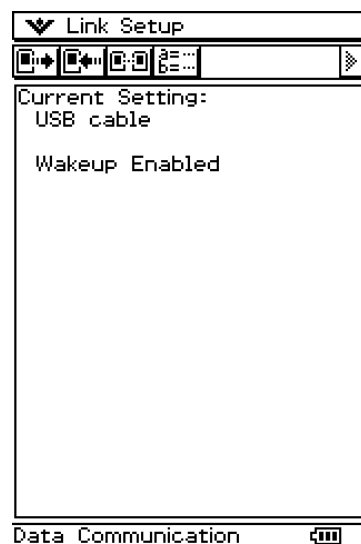 Link Setup
Current Setting:
USB cable
Wakeup Enabled
Data Communication